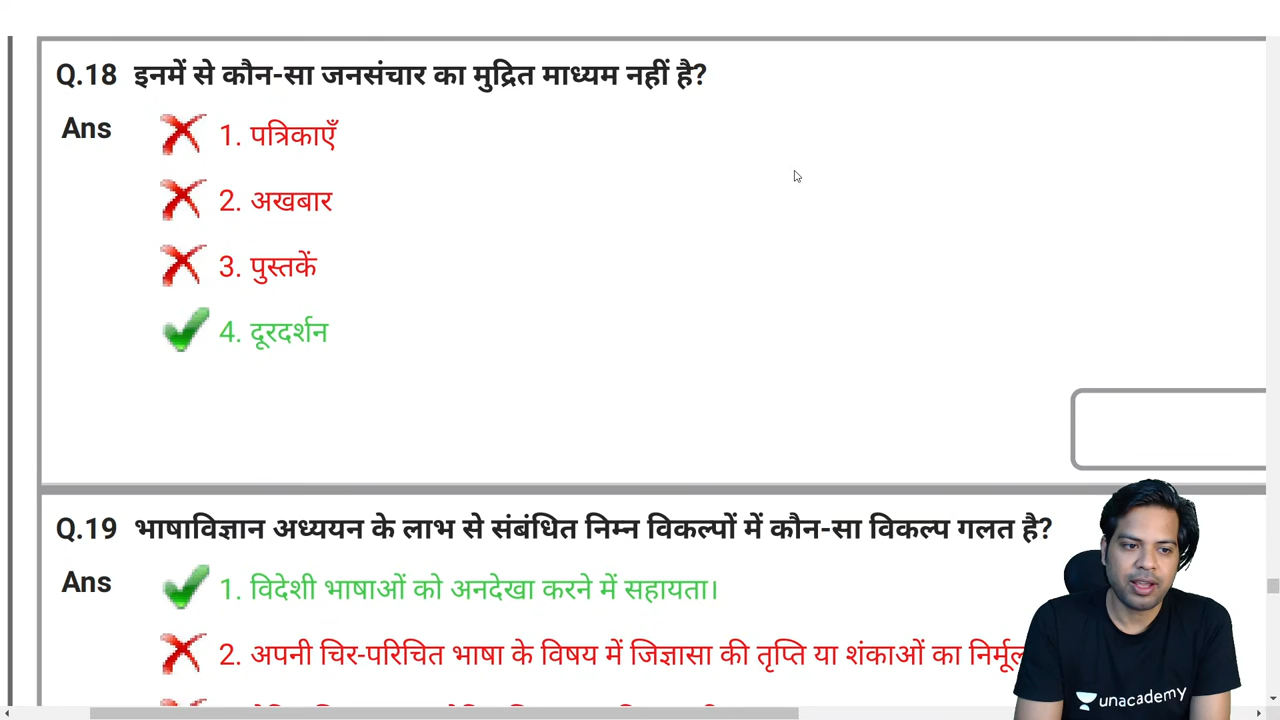 Q.18 इनमें से कौन-सा जनसंचार का मुद्रित माध्यम नहीं है?
Ans 1. पत्रिकाएँ
2. अखबार
3. पुस्तकें
4. दूरदर्शन
Q.19 भाषाविज्ञान अध्ययन के लाभ से संबंधित निम्न विकल्पों में कौन-सा विकल्प गलत है?
Ans 1. विदेशी भाषाओं को अनदेखा करने में सहायता।
2. अपनी चिर-परिचित भाषा के विषय में जिज्ञासा की तृप्ति या शंकाओं का
unacademy